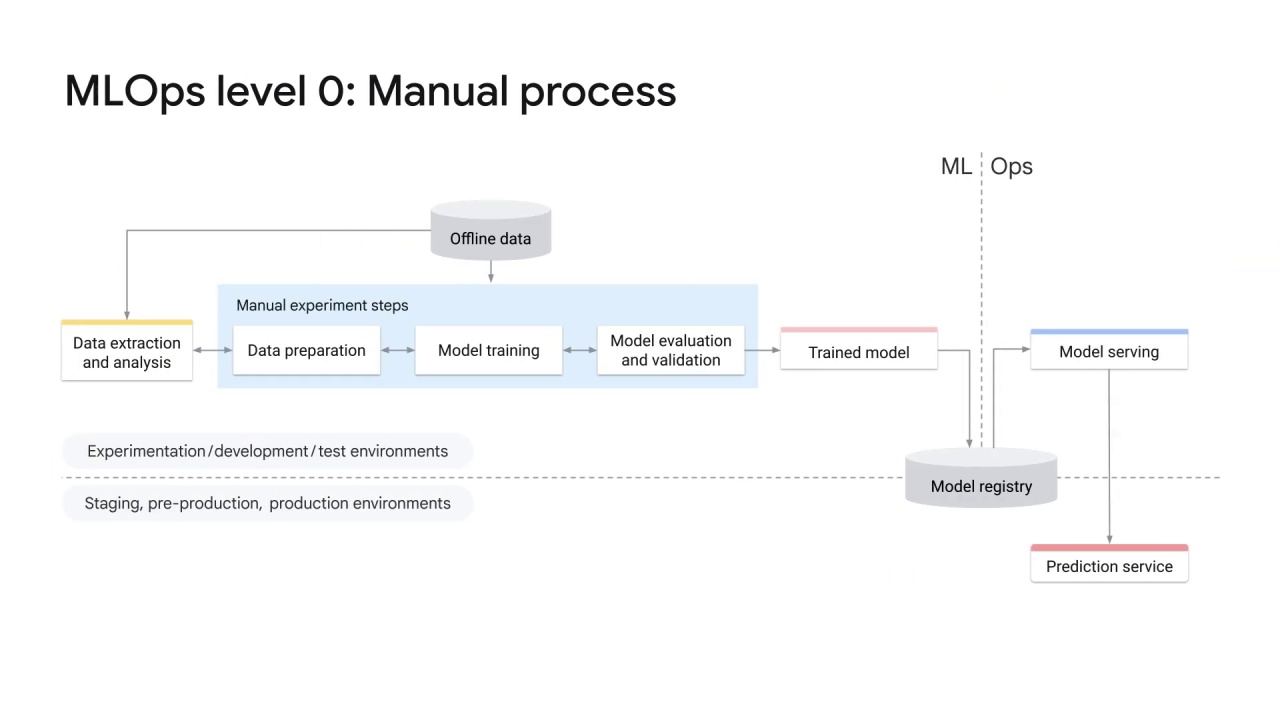 MLOps level 0: Manual process
ML
Ops
Offline data
Manual experiment steps
Data extraction
and analysis
Data preparation
Model training
Model evaluation
and validation
Trained model
Model serving
Experimentation/development/test environments
Model registry
Staging, pre-production, production environments
Prediction service